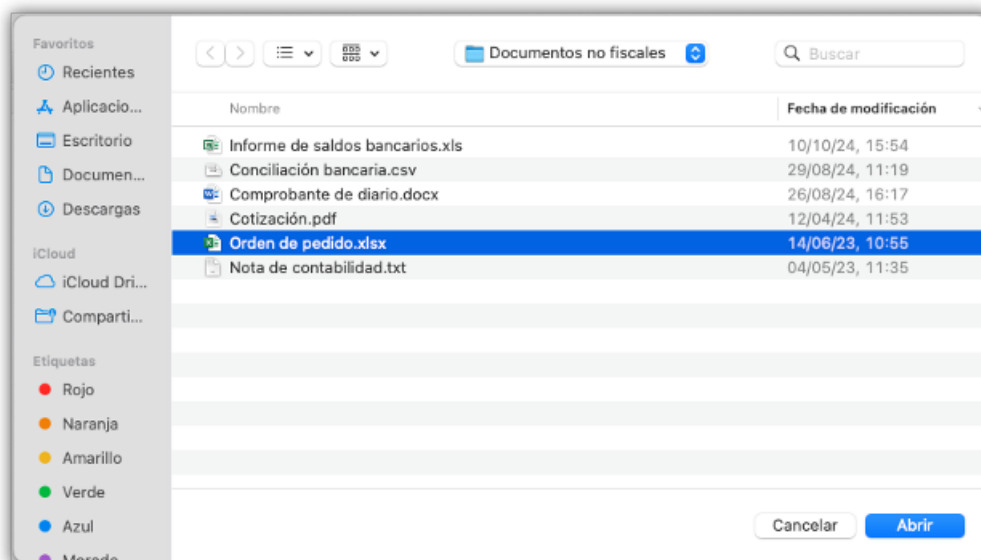 Favoritos
Recientes
Aplicacio...
Escritorio
Documen...
Descargas
iCloud
iCloud Dri...
Comparti...
Etiquetas
Rojo
Naranja
Amarillo
Verde
Azul
Morado
Documentos no fiscales
Buscar
Nombre Fecha de modificación
Informe de saldos bancarios.xls 10/10/24, 15:54
Conciliación bancaria.csv 29/08/24, 11:19
Comprobante de diario.docx 26/08/24, 16:17
Cotización.pdf 12/04/24, 11:53
Orden de pedido.xlsx 14/06/23, 10:55
Nota de contabilidad.txt 04/05/23, 11:35
Cancelar Abrir